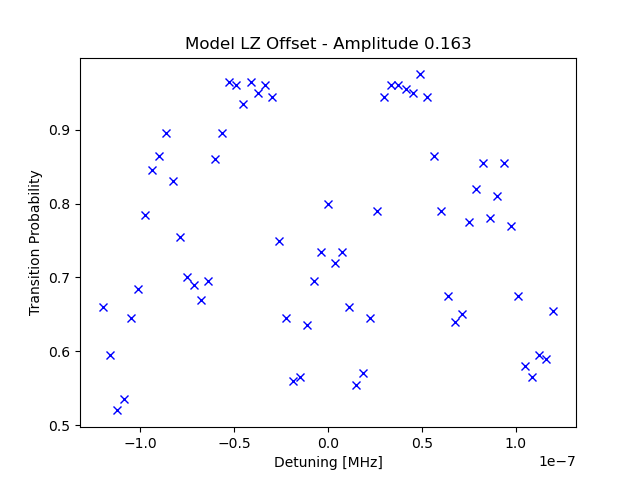 Model LZ Offset - Amplitude 0.163
Transition Probability
0.9
0.8
0.7
0.6
0.5
−1.0 −0.5 0.0 0.5 1.0
1e−7
Detuning [MHz]